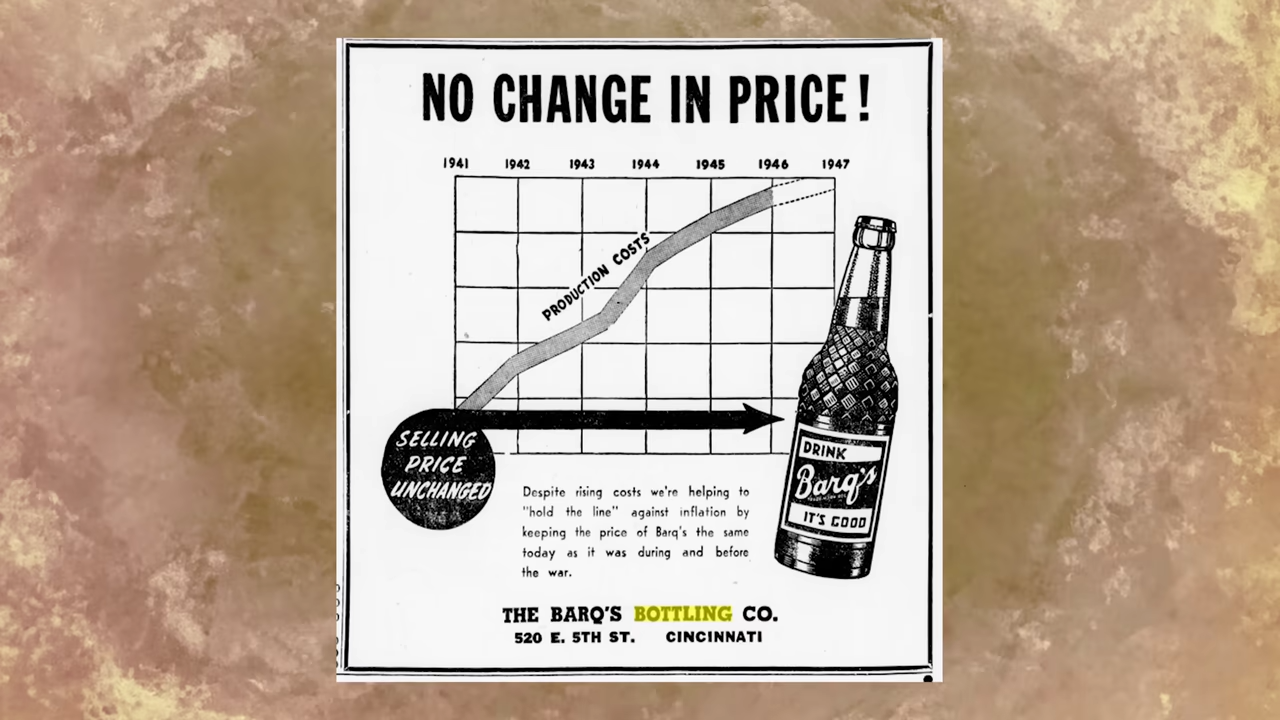 NO CHANGE IN PRICE!
1941 1942 1943 1944 1945 1946 1947
PRODUCTION COSTS
SELLING
PRICE
UNCHANGED
DRINK
Barq's
IT'S GOOD
Despite rising costs we're helping to
"hold the line" against inflation by
keeping the price of Barq's the same
today as it was during and before
the war.
THE BARQ'S BOTTLING CO.
520 E. 5TH ST. CINCINNATI